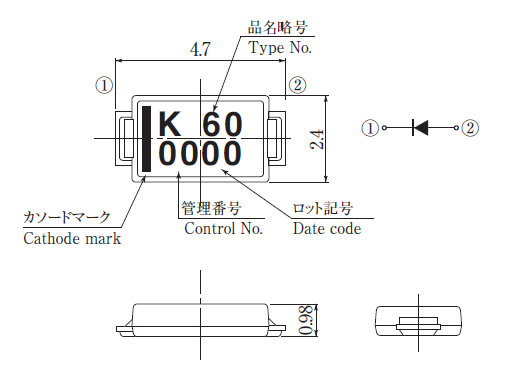 品名略号
Type No.
4.7
①
②
K 60
0000
2.4
①
②
カソードマーク
Cathode mark
管理番号
Control No.
ロット記号
Date code
0.98